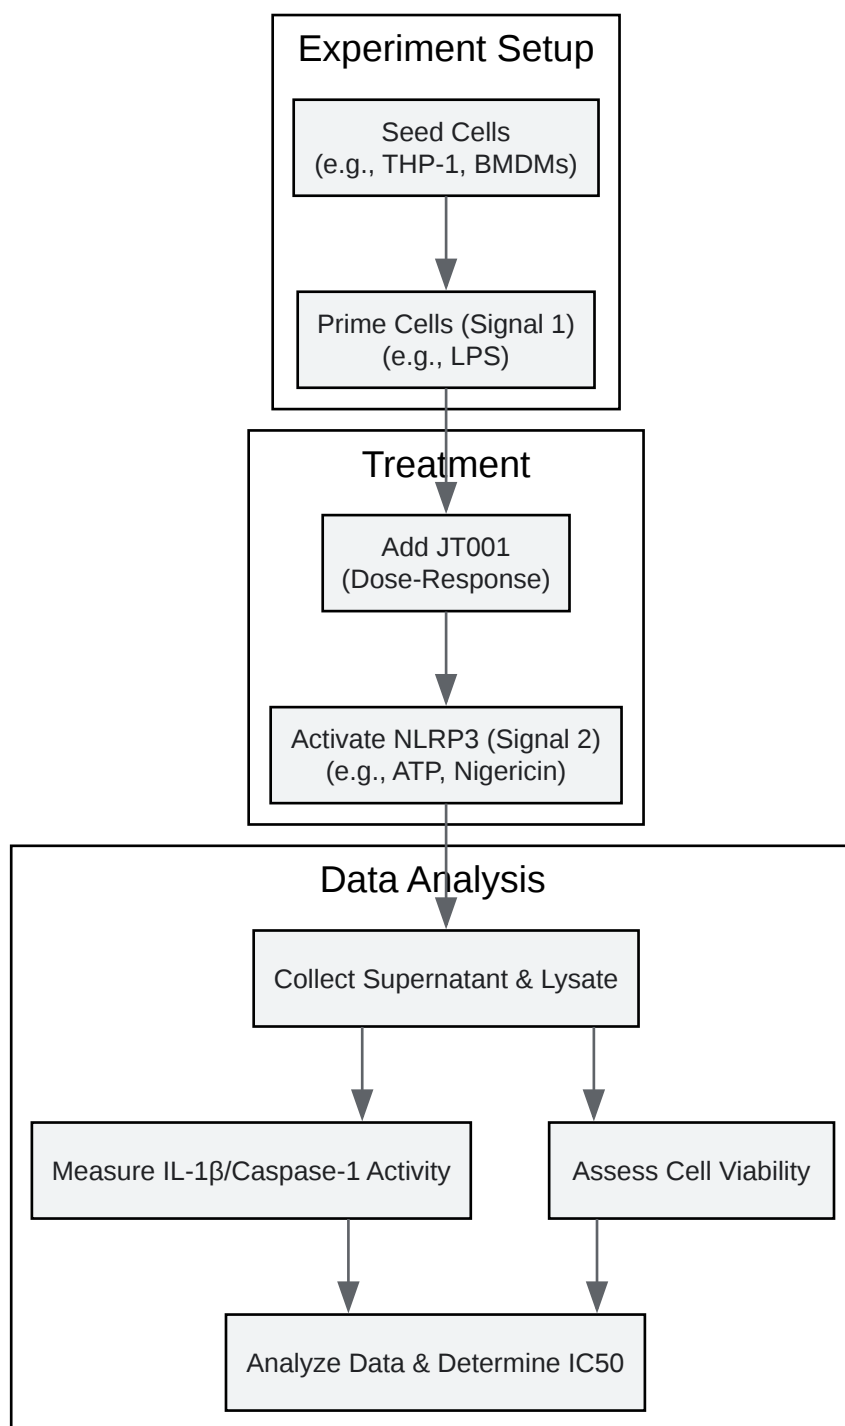 Experiment Setup
Seed Cells
(e.g., THP-1, BMDMs)
Prime Cells (Signal 1)
(e.g., LPS)
Treatment
Add JT001
(Dose-Response)
Activate NLRP3 (Signal 2)
(e.g., ATP, Nigericin)
Data Analysis
Collect Supernatant & Lysate
Measure IL-1β/Caspase-1 Activity
Assess Cell Viability
Analyze Data & Determine IC50